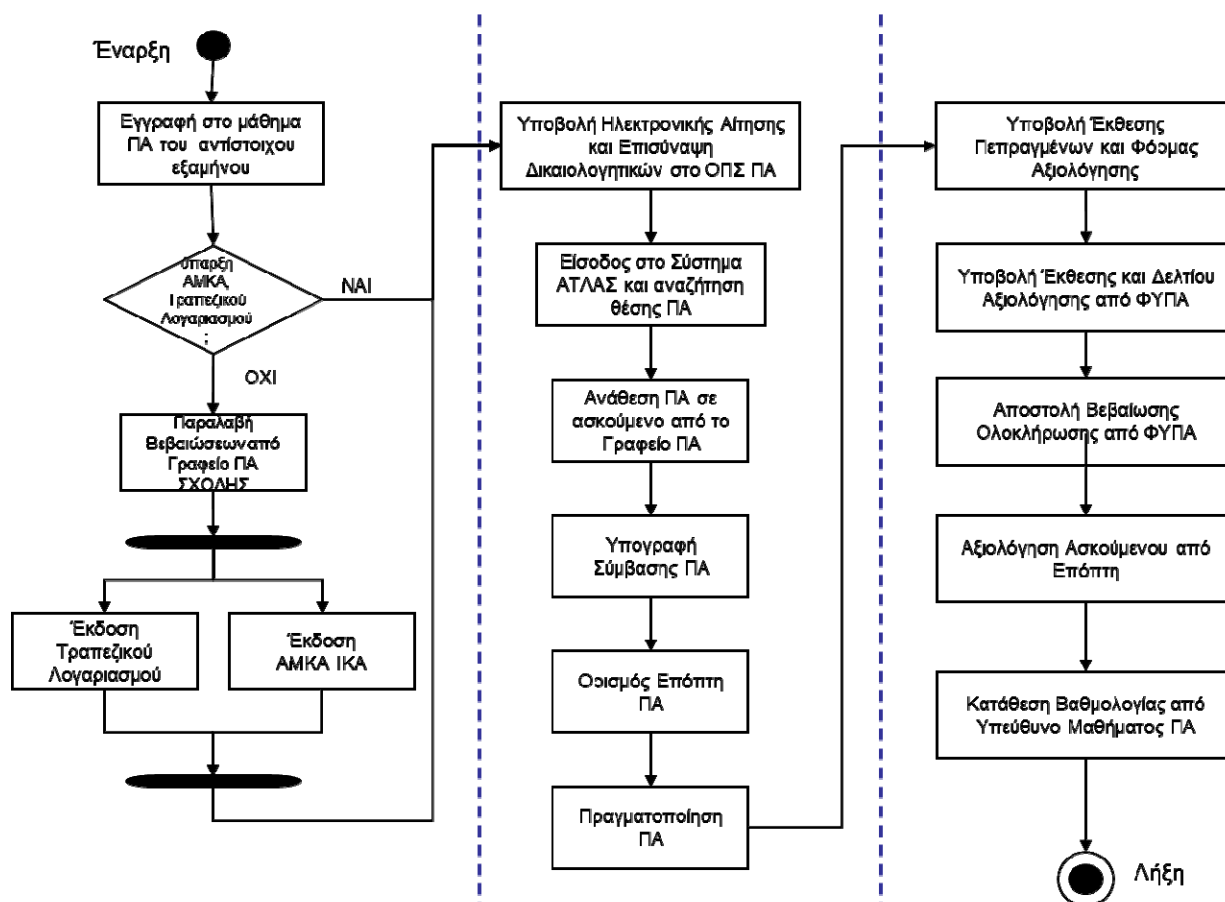 Έναρξη
Εγγραφή στο μάθημα
ΠΑ του αντίστοιχου
εξαμήνου
ύπαρξη
ΑΜΚΑ,
Τραπεζικού
Λογαριασμού
;
ΝΑΙ
ΟΧΙ
Παραλαβή
Βεβαιώσεων από
Γραφείο ΠΑ
ΣΧΟΛΗΣ
Έκδοση
Τραπεζικού
Λογαριασμού
Έκδοση
ΑΜΚΑ ΙΚΑ
Υποβολή Ηλεκτρονικής Αίτησης
και Επισύναψη
Δικαιολογητικών στο ΟΠΣ ΠΑ
Είσοδος στο Σύστημα
ΑΤΛΑΣ και αναζήτηση
θέσης ΠΑ
Ανάθεση ΠΑ σε
ασκούμενο από το
Γραφείο ΠΑ
Υπογραφή
Σύμβασης ΠΑ
Ορισμός Επόπτη
ΠΑ
Πραγματοποίηση
ΠΑ
Υποβολή Έκθεσης
Πεπραγμένων και Φόρμας
Αξιολόγησης
Υποβολή Έκθεσης και Δελτίου
Αξιολόγησης από ΦΥΠΑ
Αποστολή Βεβαίωσης
Ολοκλήρωσης από ΦΥΠΑ
Αξιολόγηση Ασκούμενου από
Επόπτη
Κατάθεση Βαθμολογίας από
Υπεύθυνο Μαθήματος ΠΑ
Λήξη